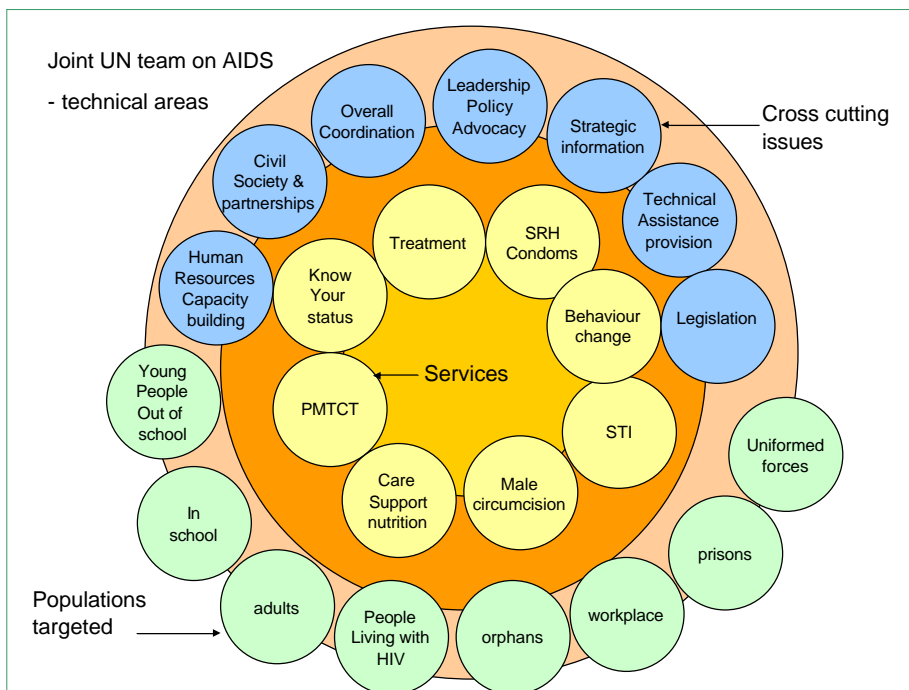 Joint UN team on AIDS
- technical areas
Leadership
Policy
Advocacy
Overall
Coordination
Strategic
information
Cross cutting
issues
Civil
Society &
partnerships
Technical
Assistance
provision
Human
Resources
Capacity
building
Legislation
Treatment
SRH
Condoms
Know
Your
status
Behaviour
change
Services
PMTCT
STI
Care
Support
nutrition
Male
circumcision
Young
People
Out of
school
In
school
adults
People
Living with
HIV
orphans
workplace
prisons
Uniformed
forces
Populations
targeted